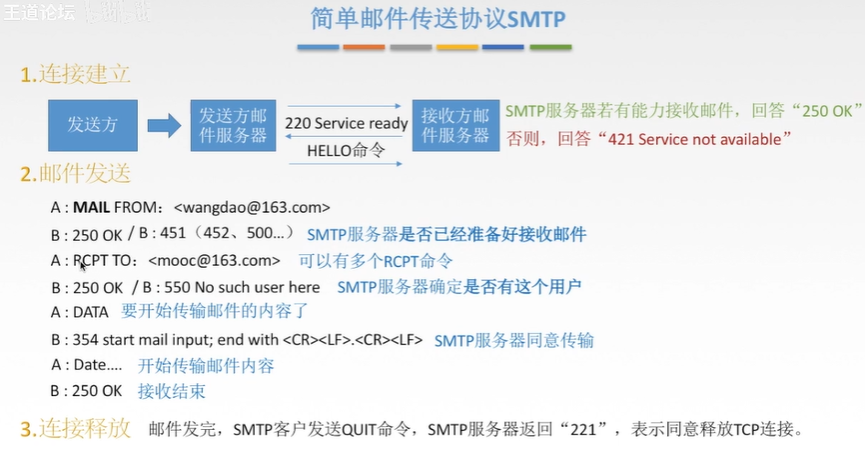 王道论坛
简单邮件传送协议SMTP
1.连接建立
发送方
发送方邮
件服务器
220 Service ready
HELLO命令
接收方邮
件服务器
SMTP服务器若有能力接收邮件，回答“250 OK”
否则，回答“421 Service not available”
2.邮件发送
A : MAIL FROM：<wangdao@163.com>
B : 250 OK / B : 451（452、500…） SMTP服务器是否已经准备好接收邮件
A : RCPT TO：<mooc@163.com> 可以有多个RCPT命令
B : 250 OK / B : 550 No such user here SMTP服务器确定是否有这个用户
A : DATA 要开始传输邮件的内容了
B : 354 start mail input; end with <CR><LF>.<CR><LF> SMTP服务器同意传输
A : Date…. 开始传输邮件内容
B : 250 OK 接收结束
3.连接释放 邮件发完，SMTP客户发送QUIT命令，SMTP服务器返回“221”，表示同意释放TCP连接。